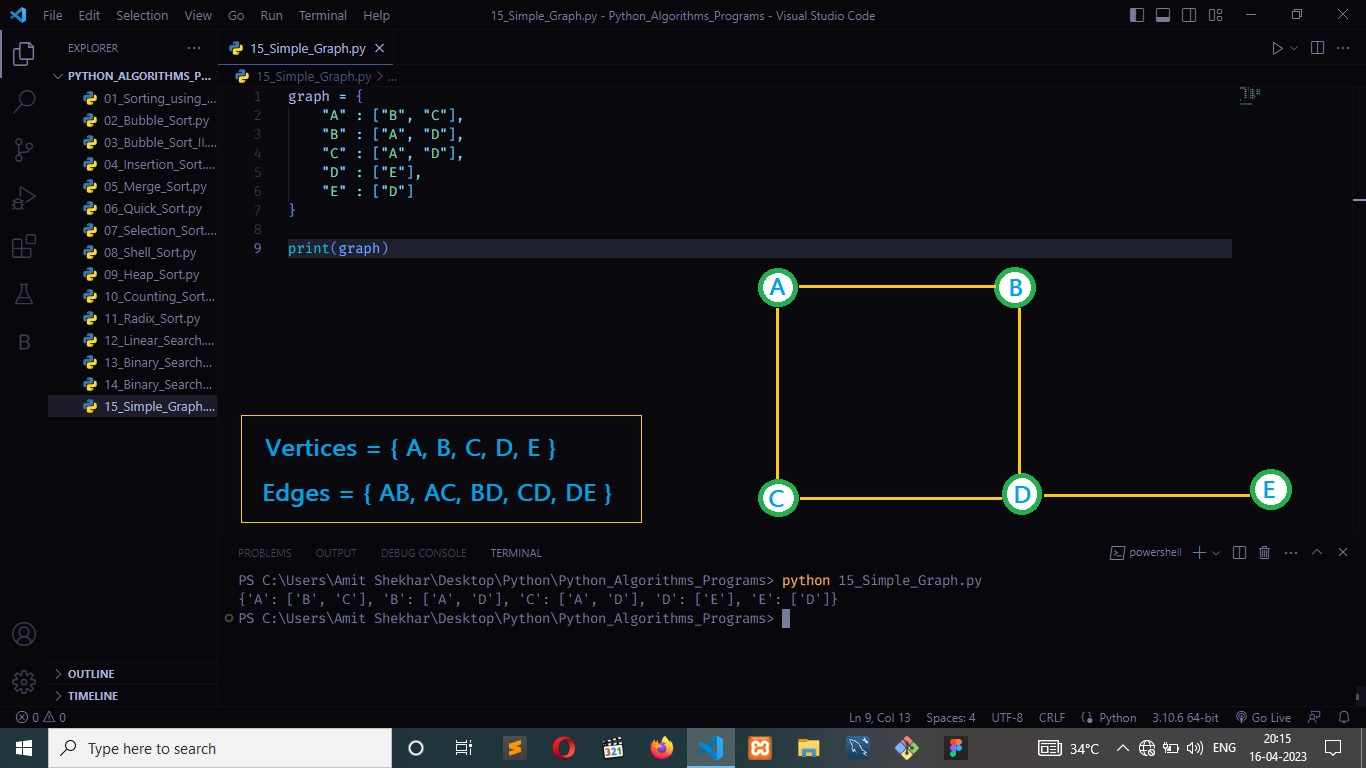 File Edit Selection View Go Run Terminal Help 15_Simple_Graph.py - Python_Algorithms_Programs - Visual Studio Code
EXPLORER ···
PYTHON_ALGORITHMS_P...
01_Sorting_using_...
02_Bubble_Sort.py
03_Bubble_Sort_II....
04_Insertion_Sort....
05_Merge_Sort.py
06_Quick_Sort.py
07_Selection_Sort....
08_Shell_Sort.py
09_Heap_Sort.py
10_Counting_Sort...
11_Radix_Sort.py
12_Linear_Search....
13_Binary_Search...
14_Binary_Search...
15_Simple_Graph....
B
OUTLINE
TIMELINE
15_Simple_Graph.py
15_Simple_Graph.py > ...
1 graph = {
2 "A" : ["B", "C"],
3 "B" : ["A", "D"],
4 "C" : ["A", "D"],
5 "D" : ["E"],
6 "E" : ["D"]
7 }
8
9 print(graph)
A B
C D E
Vertices = { A, B, C, D, E }
Edges = { AB, AC, BD, CD, DE }
PROBLEMS OUTPUT DEBUG CONSOLE TERMINAL powershell
PS C:\Users\Amit Shekhar\Desktop\Python\Python_Algorithms_Programs> python 15_Simple_Graph.py
{'A': ['B', 'C'], 'B': ['A', 'D'], 'C': ['A', 'D'], 'D': ['E'], 'E': ['D']}
PS C:\Users\Amit Shekhar\Desktop\Python\Python_Algorithms_Programs>
0 0 Ln 9, Col 13 Spaces: 4 UTF-8 CRLF Python 3.10.6 64-bit Go Live
Type here to search 321 34°C ENG 20:15
16-04-2023